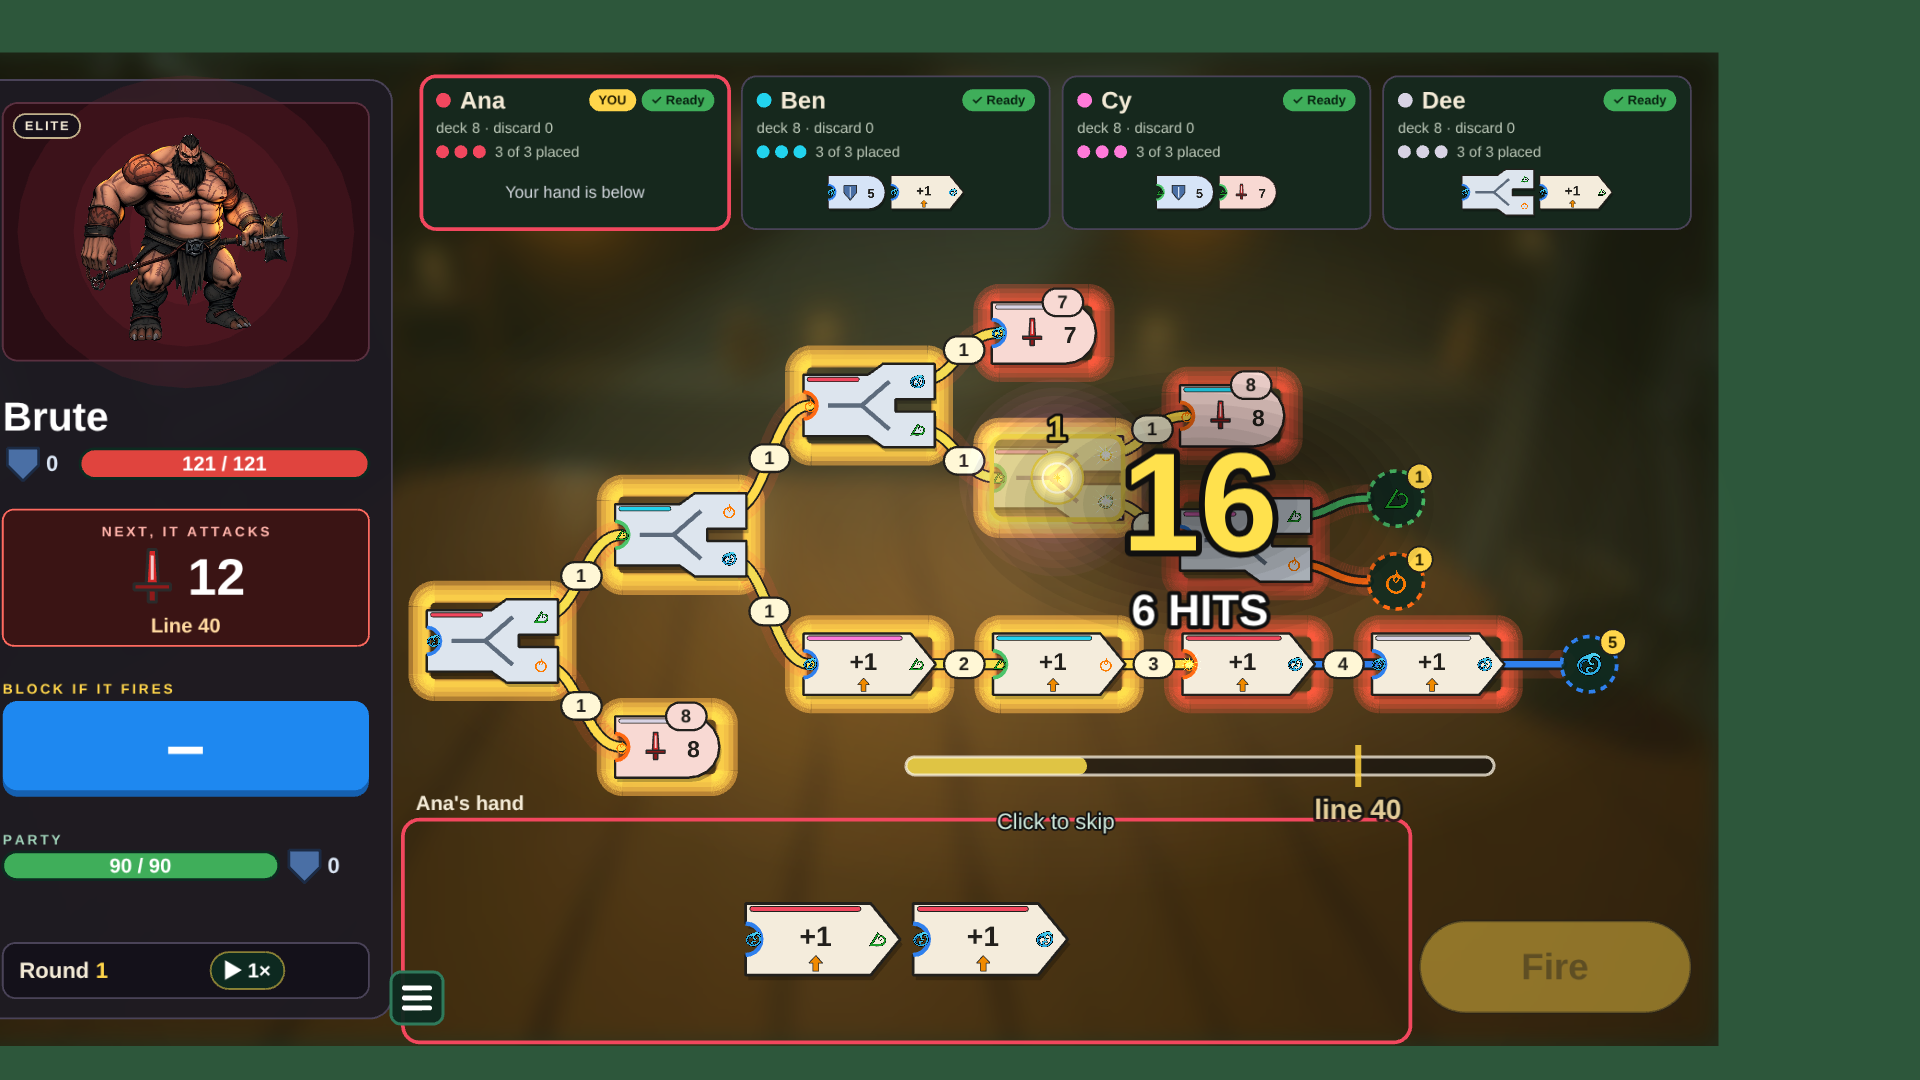 ELITE
Brute
0
121 / 121
NEXT, IT ATTACKS
12
Line 40
BLOCK IF IT FIRES
–
PARTY
90 / 90
0
Round 1
1×
Ana
YOU
✓ Ready
deck 8 · discard 0
3 of 3 placed
Your hand is below
Ben
✓ Ready
deck 8 · discard 0
3 of 3 placed
5
+1
Cy
✓ Ready
deck 8 · discard 0
3 of 3 placed
5
7
Dee
✓ Ready
deck 8 · discard 0
3 of 3 placed
+1
7
7
1
8
8
1
1
1
1
16
1
1
1
6 HITS
1
1
+1
2
+1
3
+1
4
+1
5
1
8
8
line 40
Click to skip
Ana's hand
+1
+1
Fire